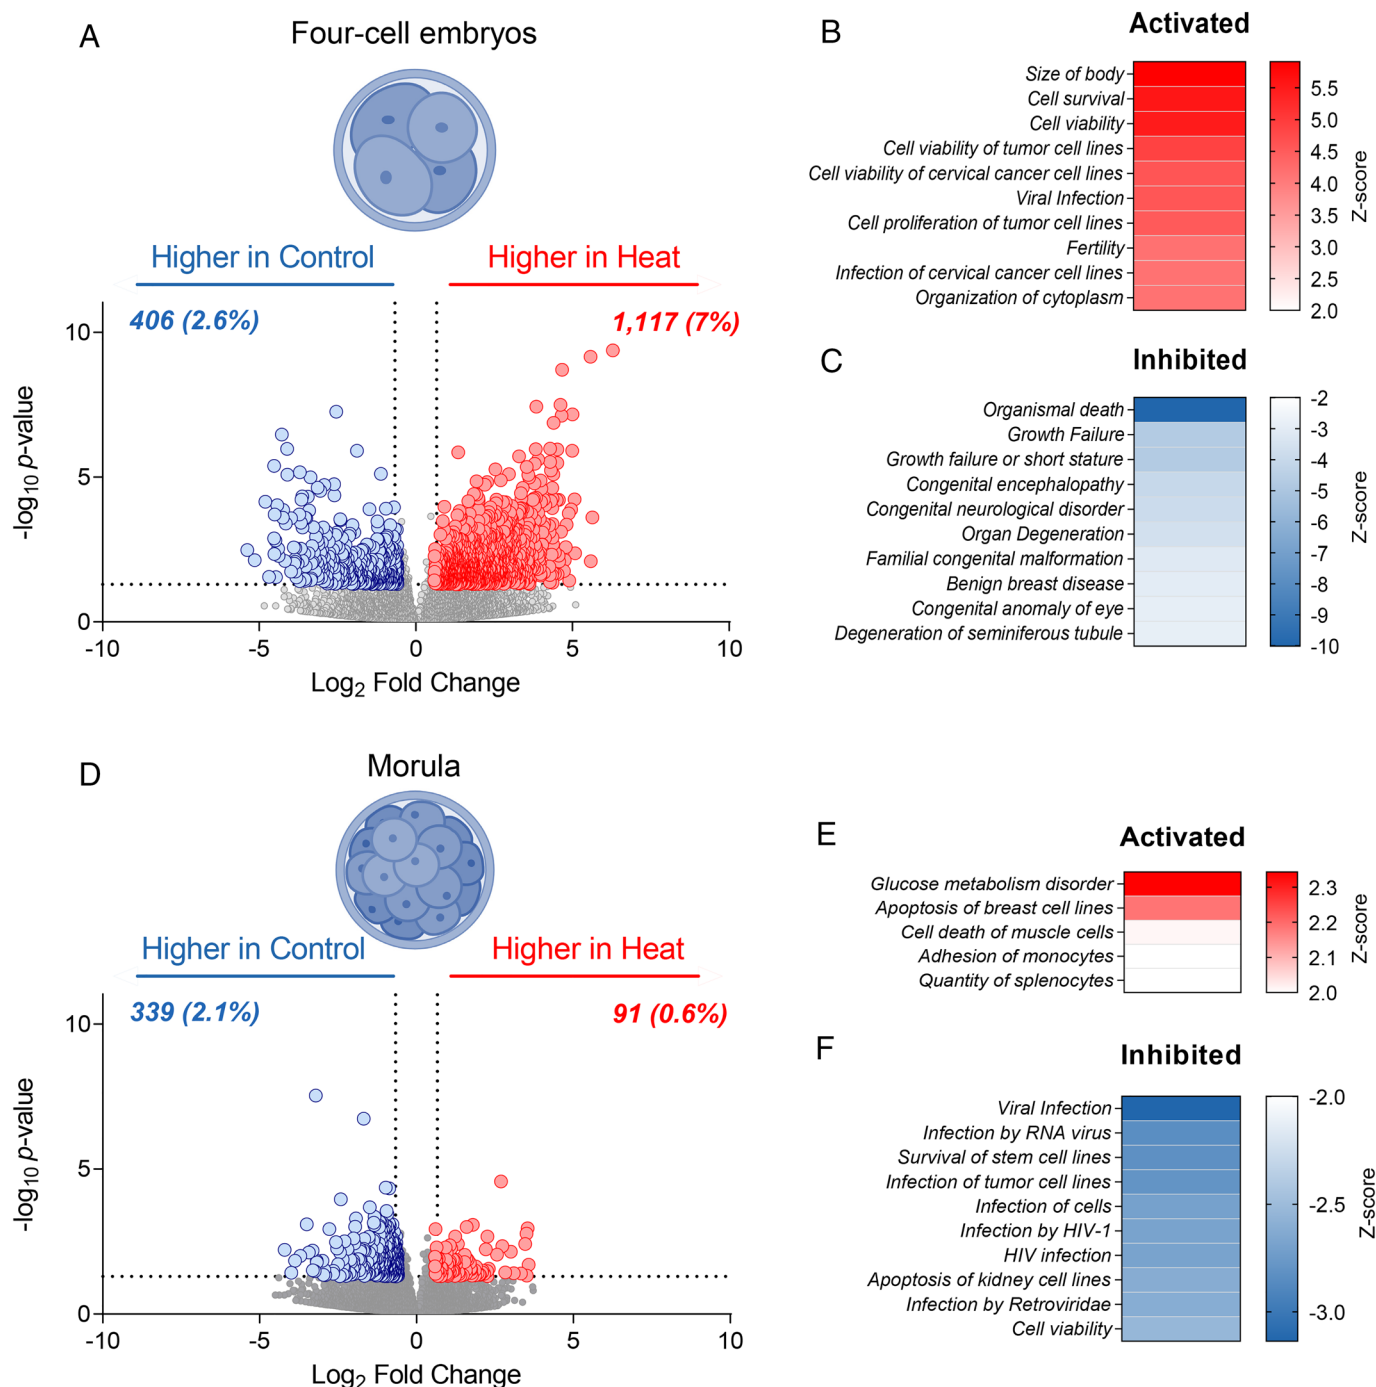 A
Four-cell embryos
Higher in Control
Higher in Heat
406 (2.6%)
1,117 (7%)
10
5
0
-log10 p-value
-10
-5
0
5
10
Log2 Fold Change
B
Activated
Size of body
Cell survival
Cell viability
Cell viability of tumor cell lines
Cell viability of cervical cancer cell lines
Viral Infection
Cell proliferation of tumor cell lines
Fertility
Infection of cervical cancer cell lines
Organization of cytoplasm
5.5
5.0
4.5
4.0
3.5
3.0
2.5
2.0
Z-score
C
Inhibited
Organismal death
Growth Failure
Growth failure or short stature
Congenital encephalopathy
Congenital neurological disorder
Organ Degeneration
Familial congenital malformation
Benign breast disease
Congenital anomaly of eye
Degeneration of seminiferous tubule
-2
-3
-4
-5
-6
-7
-8
-9
-10
Z-score
D
Morula
Higher in Control
Higher in Heat
339 (2.1%)
91 (0.6%)
10
5
0
-log10 p-value
-10
-5
0
5
10
Log2 Fold Change
E
Activated
Glucose metabolism disorder
Apoptosis of breast cell lines
Cell death of muscle cells
Adhesion of monocytes
Quantity of splenocytes
2.3
2.2
2.1
2.0
Z-score
F
Inhibited
Viral Infection
Infection by RNA virus
Survival of stem cell lines
Infection of tumor cell lines
Infection of cells
Infection by HIV-1
HIV infection
Apoptosis of kidney cell lines
Infection by Retroviridae
Cell viability
-2.0
-2.5
-3.0
Z-score